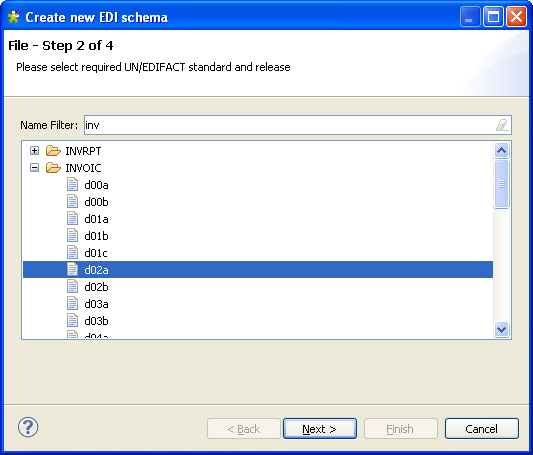 Create new EDI schema
File - Step 2 of 4
Please select required UN/EDIFACT standard and release
Name Filter: inv
INVRPT
INVOIC
d00a
d00b
d01a
d01b
d01c
d02a
d02b
d03a
d03b
d04a
? < Back Next > Finish Cancel